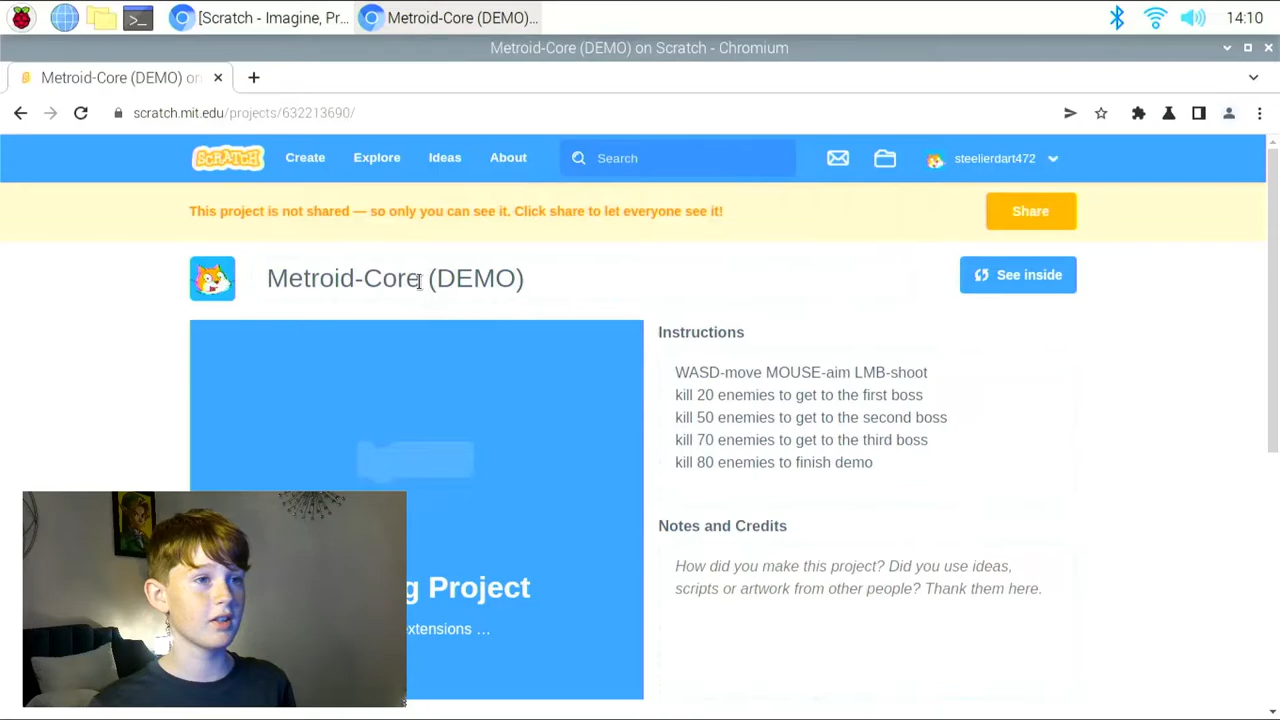 [Scratch - Imagine, Pr...
Metroid-Core (DEMO)...
14:10
Metroid-Core (DEMO) on Scratch - Chromium
Metroid-Core (DEMO) on
scratch.mit.edu/projects/632213690/
SCRATCH
Create
Explore
Ideas
About
Search
steelierdart472
This project is not shared — so only you can see it. Click share to let everyone see it!
Share
Metroid-Core (DEMO)
See inside
Instructions
WASD-move MOUSE-aim LMB-shoot
kill 20 enemies to get to the first boss
kill 50 enemies to get to the second boss
kill 70 enemies to get to the third boss
kill 80 enemies to finish demo
Notes and Credits
How did you make this project? Did you use ideas,
scripts or artwork from other people? Thank them here.
g Project
extensions …